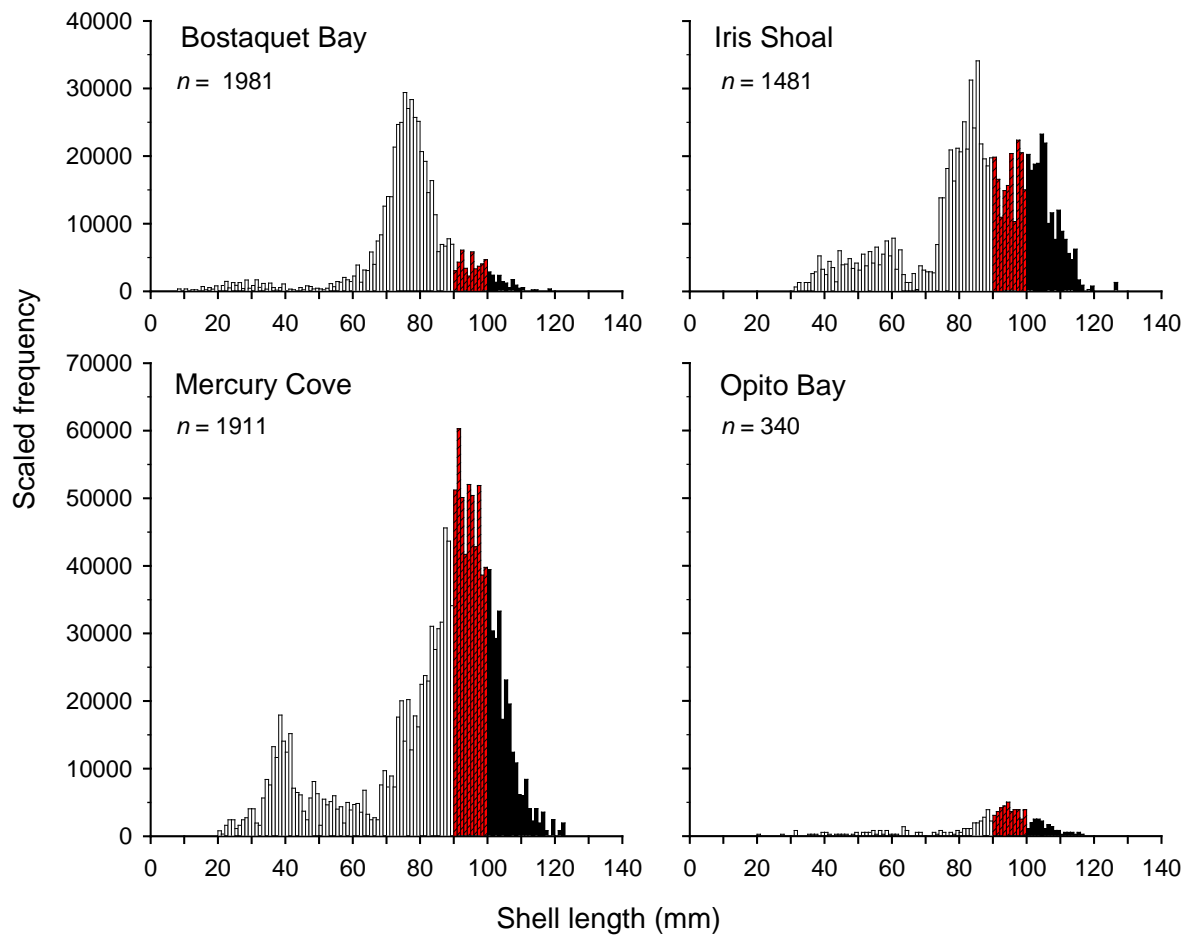 Bostaquet Bay
n = 1981
40000
30000
20000
10000
0
0 20 40 60 80 100 120 140
Iris Shoal
n = 1481
0 20 40 60 80 100 120 140
Scaled frequency
Mercury Cove
n = 1911
70000
60000
50000
40000
30000
20000
10000
0
0 20 40 60 80 100 120 140
Opito Bay
n = 340
0 20 40 60 80 100 120 140
Shell length (mm)